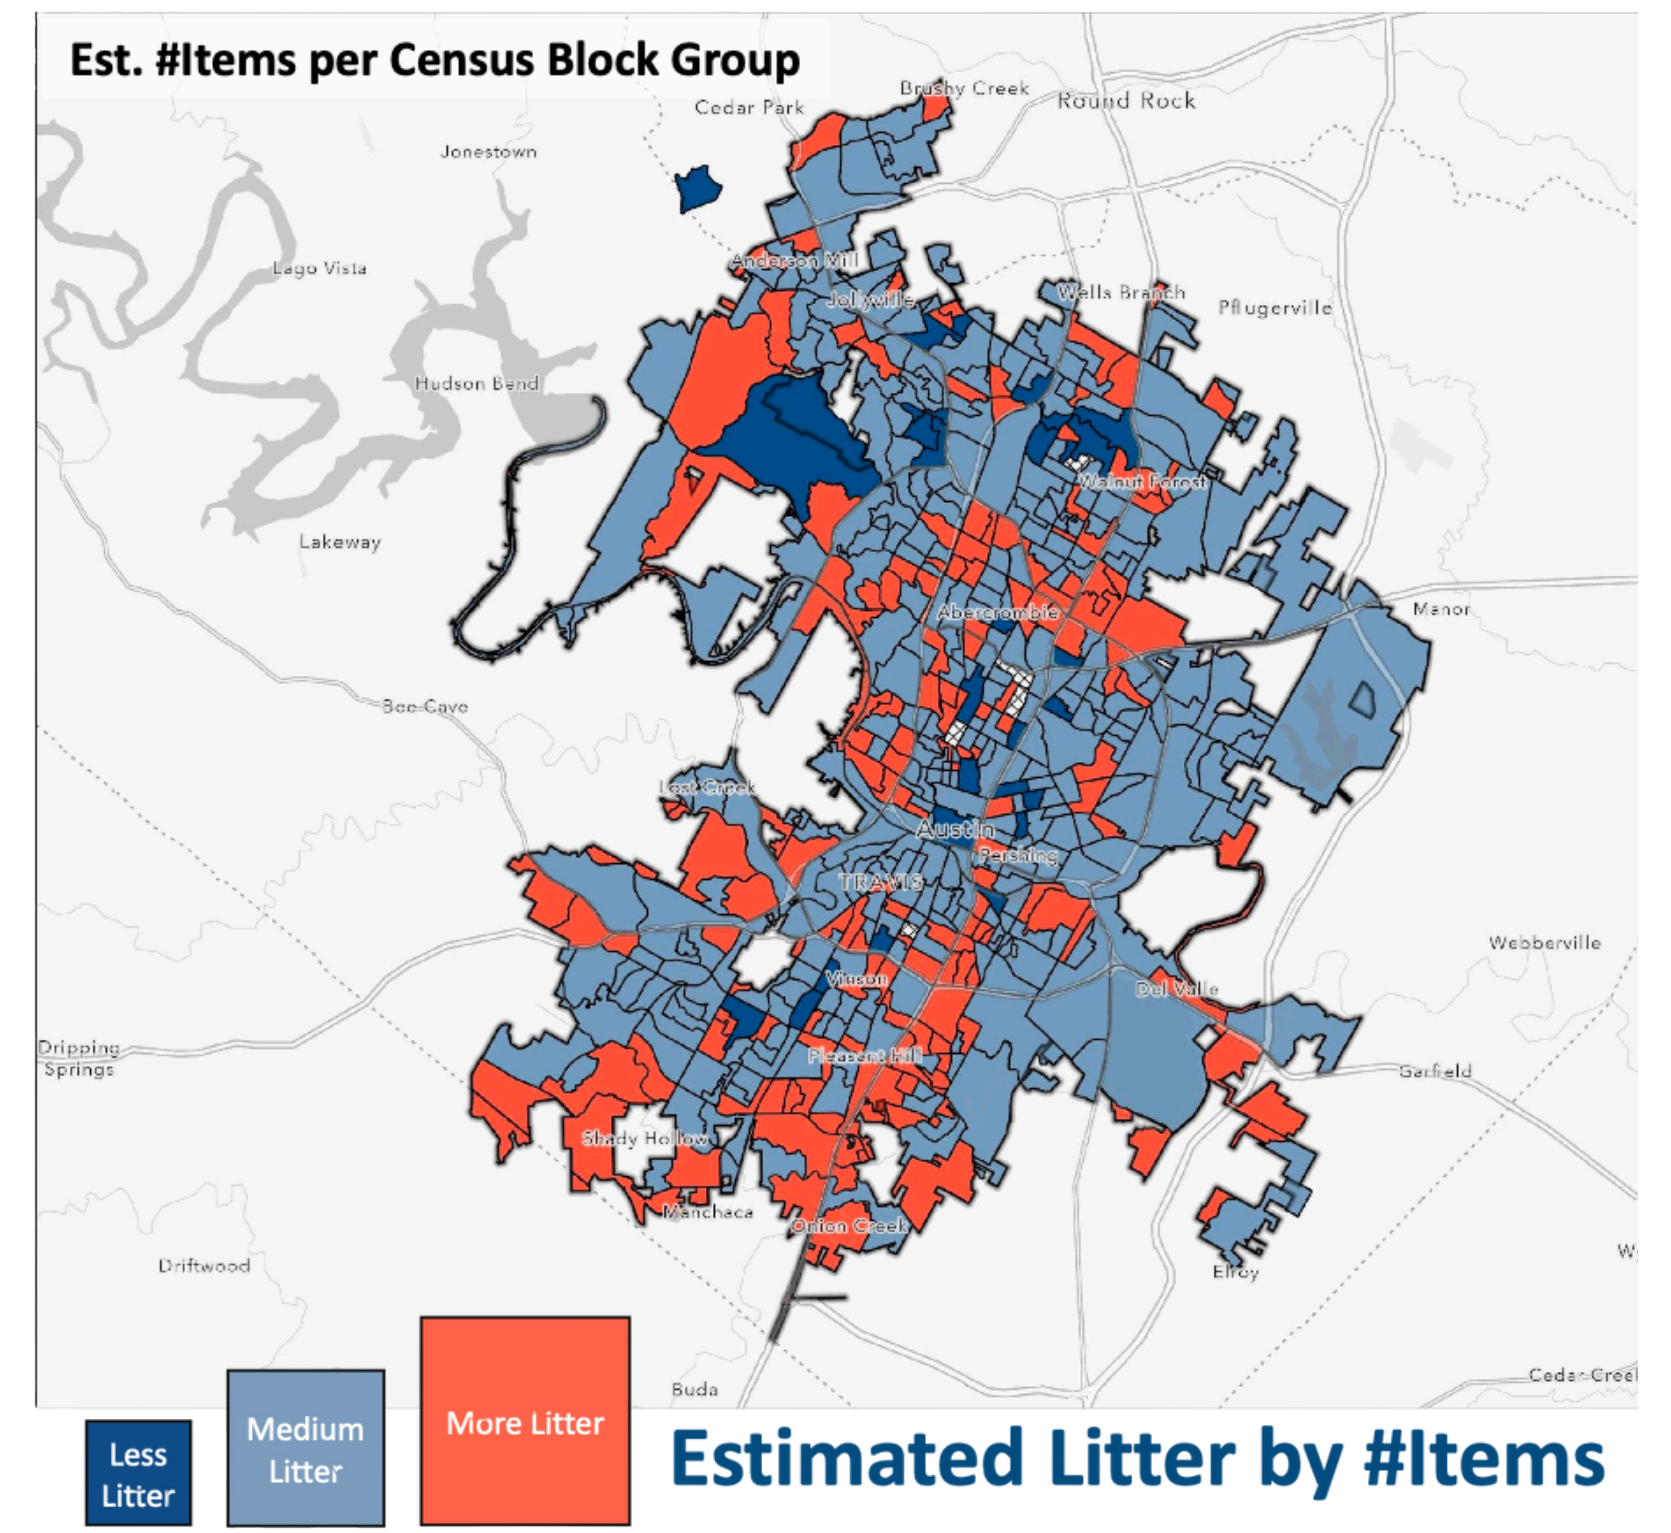 Est. #Items per Census Block Group
Brushy Creek
Round Rock
Cedar Park
Jonestown
Anderson Mill
Lago Vista
Jollyville
Wells Branch
Pflugerville
Hudson Bend
Walnut Forest
Lakeway
Abercrombie
Manor
Bee Cave
Lost Creek
Austin
Pershing
TRAVIS
Webberville
Vinson
Del Valle
Dripping
Springs
Pleasant Hill
Garfield
Shady Hollow
Manchaca
Onion Creek
Driftwood
Elroy
Buda
Cedar Creek
Less
Litter
Medium
Litter
More Litter
Estimated Litter by #Items